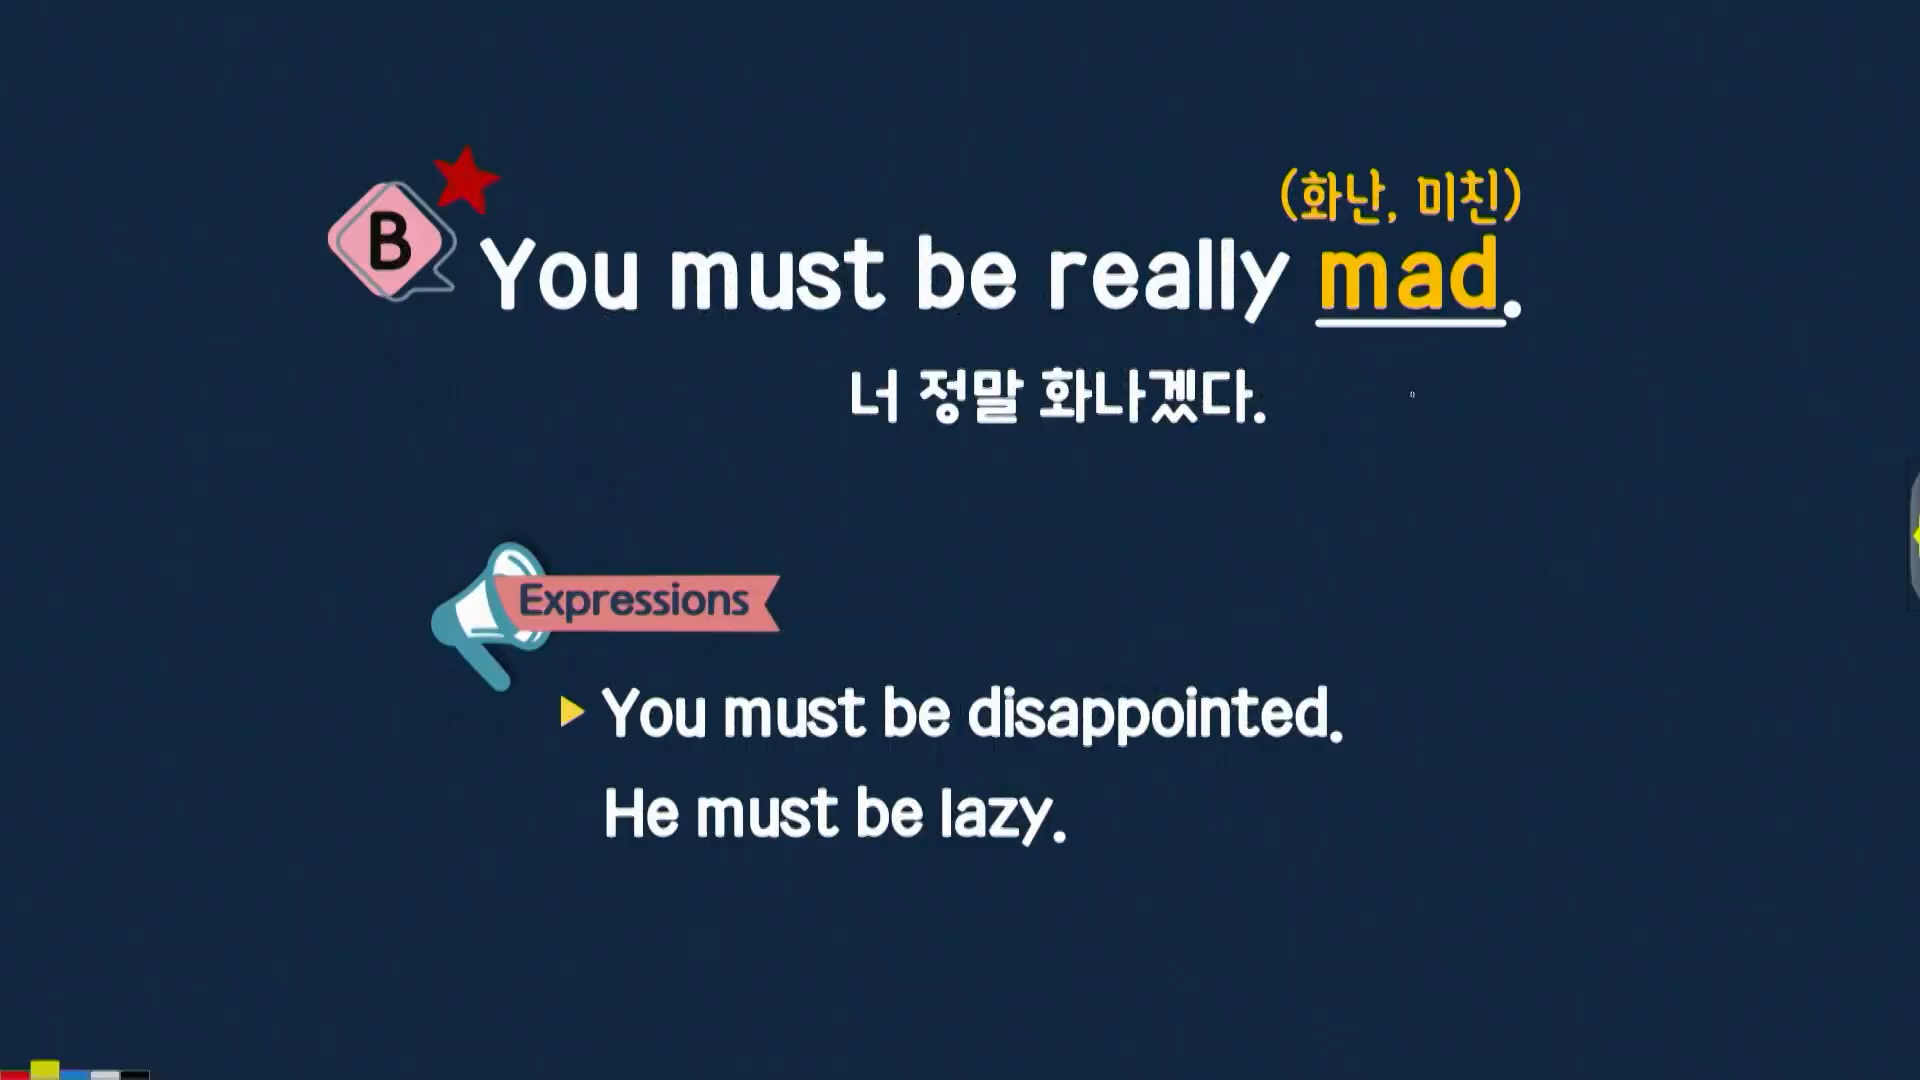 (화난, 미친)
B You must be really mad.
너 정말 화나겠다.
Expressions
You must be disappointed.
He must be lazy.